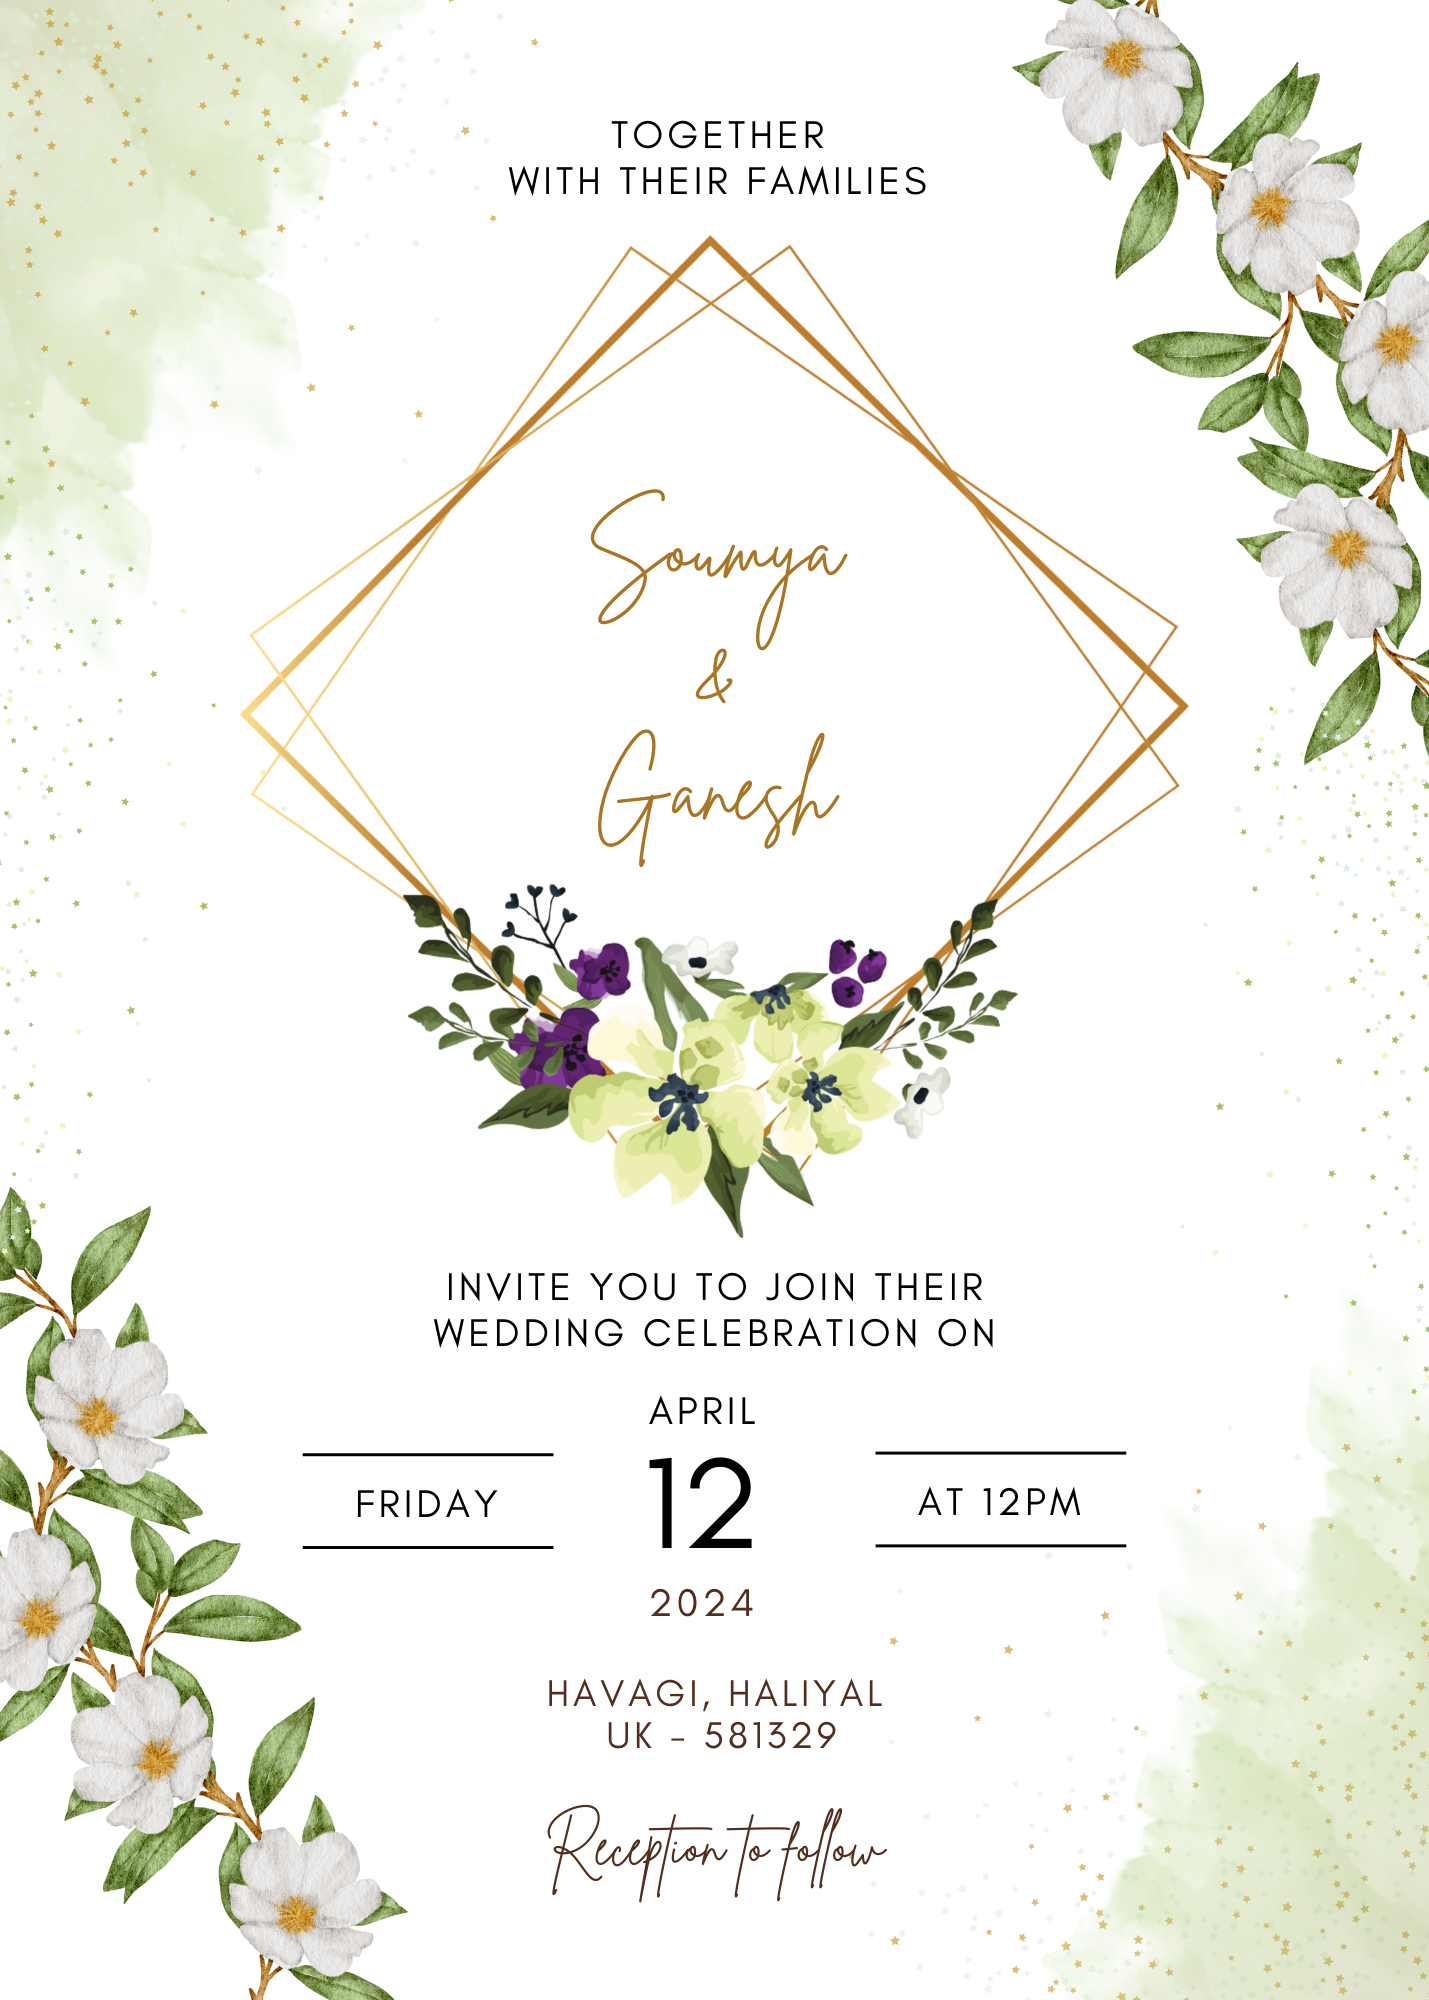 TOGETHER
WITH THEIR FAMILIES
Soumya
&
Ganesh
INVITE YOU TO JOIN THEIR
WEDDING CELEBRATION ON
APRIL
FRIDAY
12
AT 12PM
2024
HAVAGI, HALIYAL
UK - 581329
Reception to follow